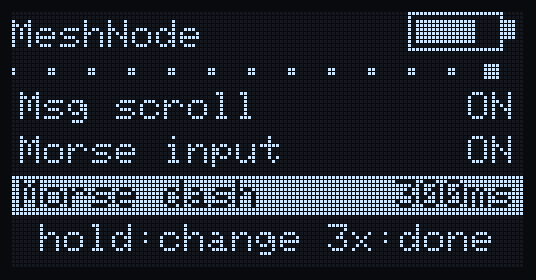 MeshNode
Msg scroll ON
Morse input ON
Morse dash 300ms
hold:change 3x:done